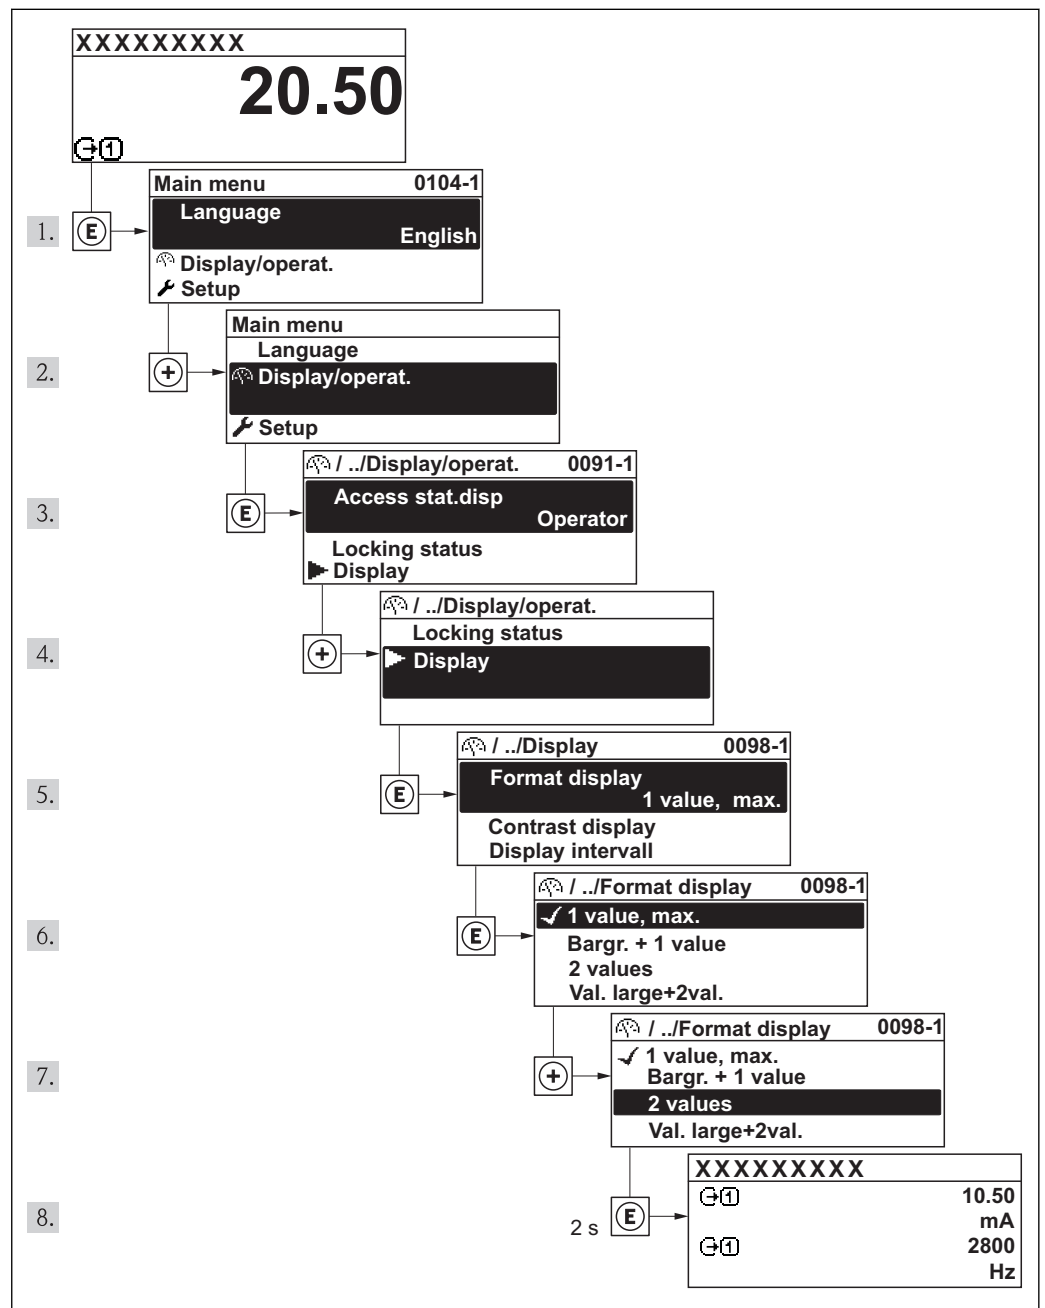 XXXXXXXXX
20.50
1
Main menu 0104-1
Language
1. E English
Display/operat.
Setup
Main menu
Language
2. + Display/operat.
Setup
/ ../Display/operat. 0091-1
Access stat.disp
3. E Operator
Locking status
Display
/ ../Display/operat.
Locking status
4. + Display
/ ../Display 0098-1
Format display
5. E 1 value, max.
Contrast display
Display intervall
/ ../Format display 0098-1
1 value, max.
6. E Bargr. + 1 value
2 values
Val. large+2val.
/ ../Format display 0098-1
1 value, max.
7. + Bargr. + 1 value
2 values
Val. large+2val.
XXXXXXXXX
1 10.50
8. 2 s E mA
1 2800
Hz